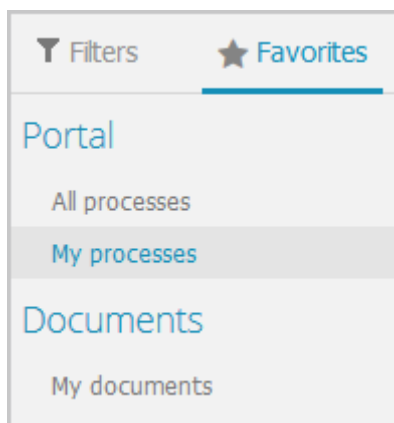 Filters Favorites
Portal
All processes
My processes
Documents
My documents